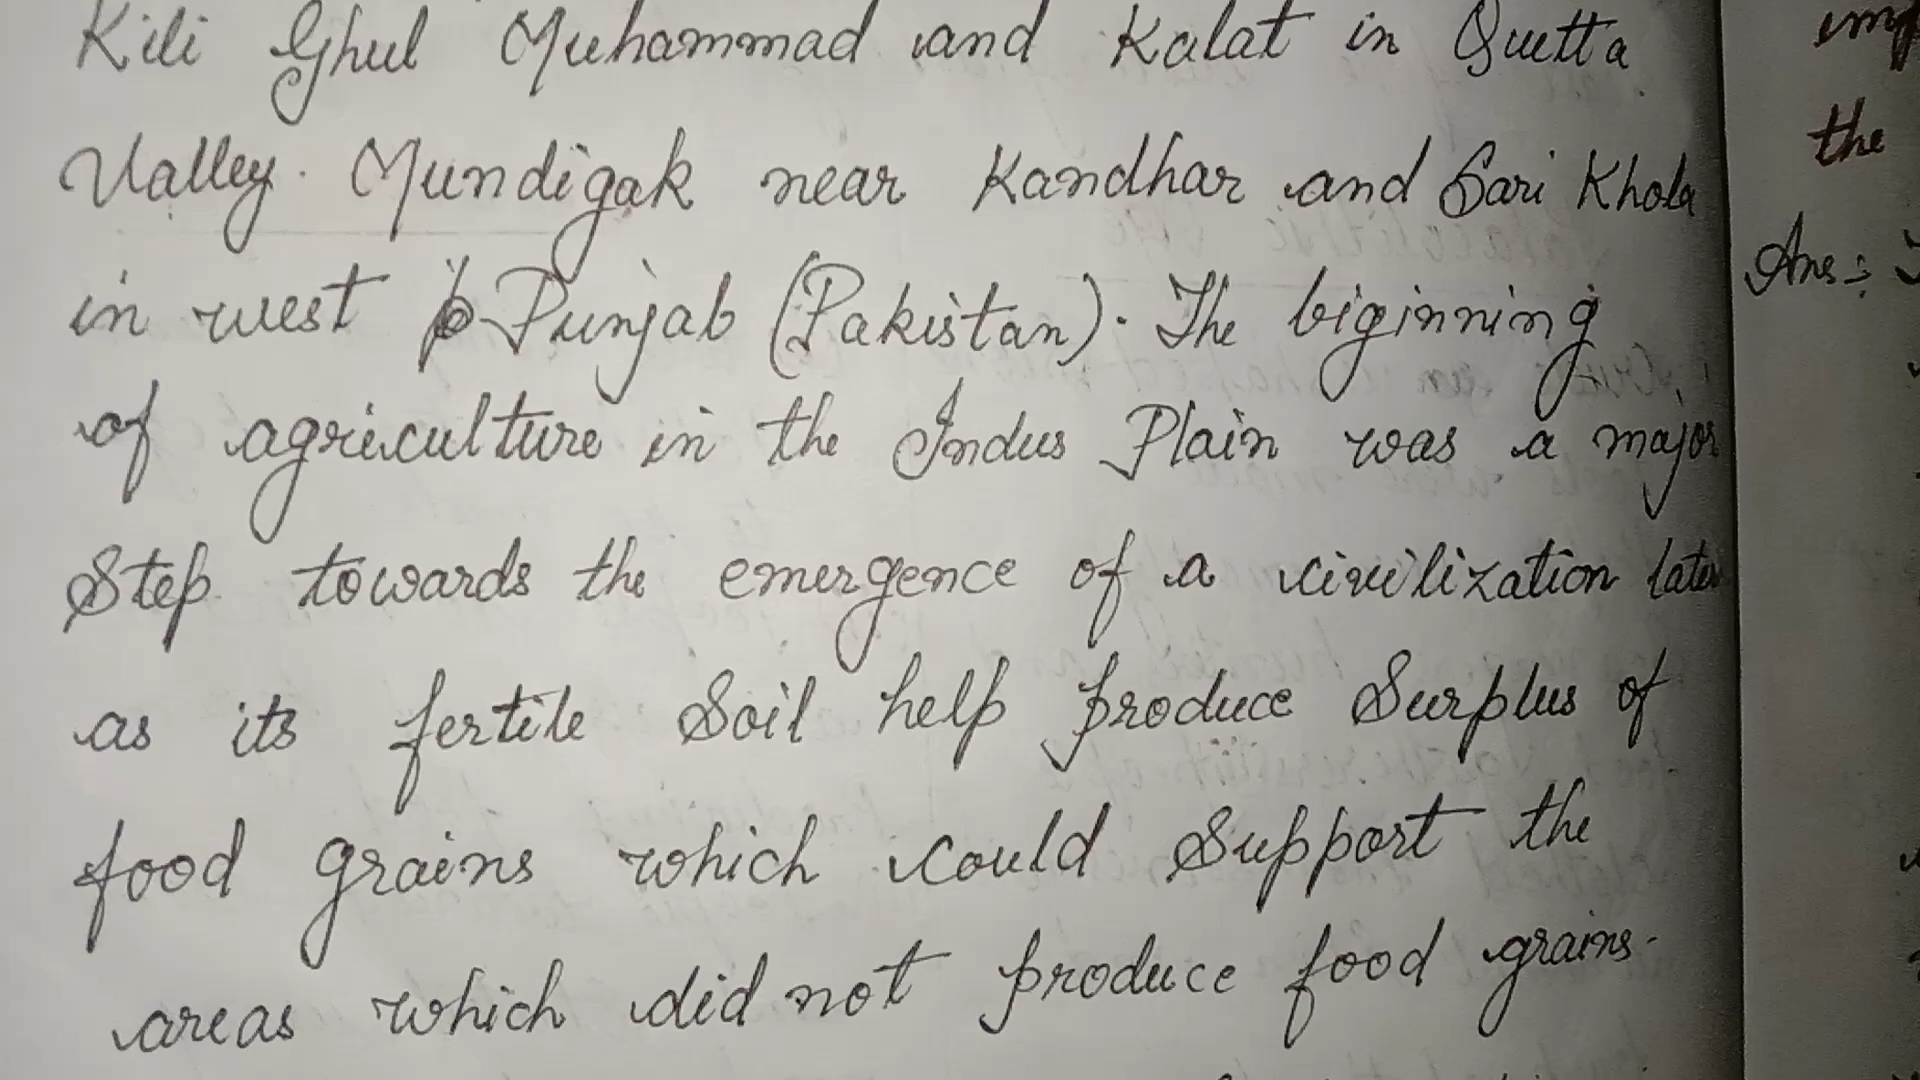 Kili Ghul Muhammad and Kalat in Quetta
Valley. Mundigak near Kandhar and Sari Khola
in west Punjab (Pakistan). The biginning
of agriculture in the Indus Plain was a major
Step towards the emergence of a civilization later
as its fertile Soil help produce Surplus of
food grains which could Support the
areas which did not produce food grains.
imp
the
Ans: